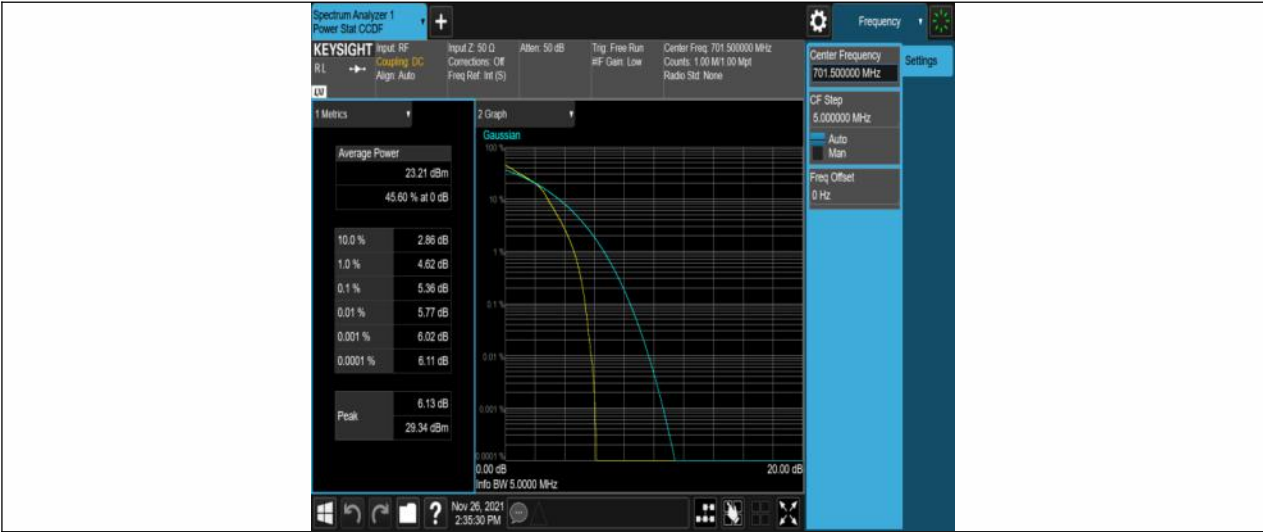 Spectrum Analyzer 1
Power Stat CCDF
+
Frequency
KEYSIGHT
Input: RF
Coupling: DC
Align: Auto
Input Z: 50 Ω
Corrections: Off
Freq Ref: Int (S)
Atten: 50 dB
Trig: Free Run
#IF Gain: Low
Center Freq: 701.500000 MHz
Counts: 1.00 M/1.00 Mpt
Radio Std: None
R L
LW
Center Frequency
701.500000 MHz
Settings
CF Step
5.000000 MHz
Auto
Man
Freq Offset
0 Hz
1 Metrics
Average Power
23.21 dBm
45.60 % at 0 dB
10.0 % 2.86 dB
1.0 % 4.62 dB
0.1 % 5.36 dB
0.01 % 5.77 dB
0.001 % 6.02 dB
0.0001 % 6.11 dB
Peak
6.13 dB
29.34 dBm
2 Graph
Gaussian
100 %
10 %
1 %
0.1 %
0.01 %
0.001 %
0.0001 %
0.00 dB
20.00 dB
Info BW 5.0000 MHz
?
Nov 26, 2021
2:35:30 PM